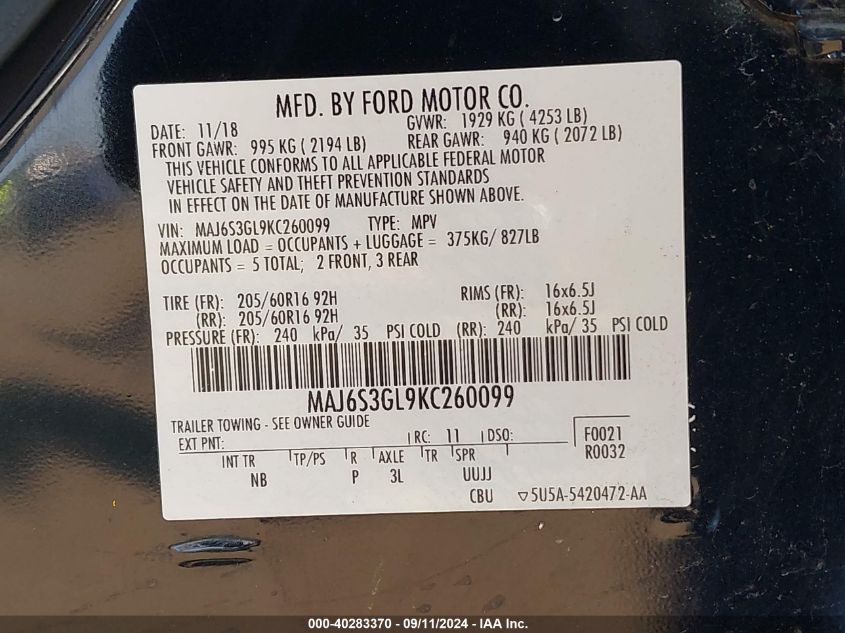 MFD. BY FORD MOTOR CO.
DATE: 11/18 GVWR: 1929 KG ( 4253 LB)
FRONT GAWR: 995 KG ( 2194 LB) REAR GAWR: 940 KG ( 2072 LB)
THIS VEHICLE CONFORMS TO ALL APPLICABLE FEDERAL MOTOR
VEHICLE SAFETY AND THEFT PREVENTION STANDARDS
IN EFFECT ON THE DATE OF MANUFACTURE SHOWN ABOVE.
VIN: MAJ6S3GL9KC260099 TYPE: MPV
MAXIMUM LOAD = OCCUPANTS + LUGGAGE = 375KG/ 827LB
OCCUPANTS = 5 TOTAL; 2 FRONT, 3 REAR
TIRE (FR): 205/60R16 92H RIMS (FR): 16x6.5J
(RR): 205/60R16 92H (RR): 16x6.5J
PRESSURE (FR): 240 kPa/ 35 PSI COLD (RR): 240 kPa/ 35 PSI COLD
MAJ6S3GL9KC260099
TRAILER TOWING - SEE OWNER GUIDE
EXT PNT: RC: 11 DSO: F0021
R0032
INT TR TP/PS R AXLE TR SPR
NB P 3L UUJJ
CBU ▽5U5A-5420472-AA
000-40283370 - 09/11/2024 - IAA Inc.